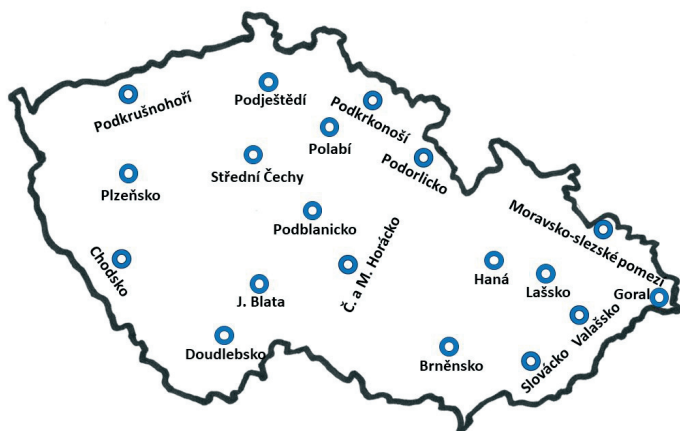 Podkrušnohoří
Podještědí
Podkrkonoší
Polabí
Podorlicko
Střední Čechy
Plzeňsko
Podblanicko
Moravsko-slezské pomezí
Chodsko
Č. a M. Horácko
Haná
Lašsko
Goral
J. Blata
Valašsko
Doudlebsko
Brněnsko
Slovácko